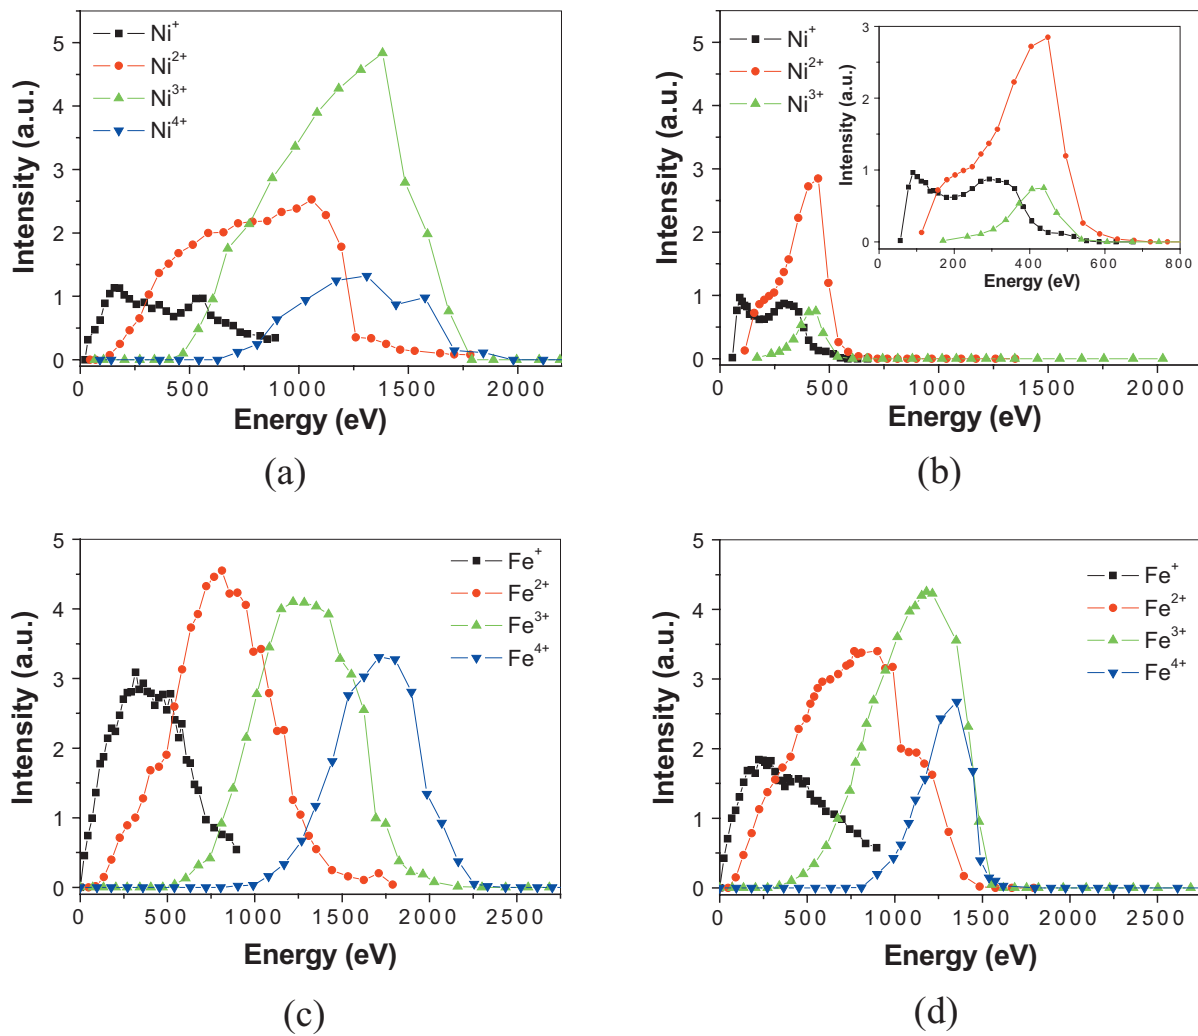 5
4
3
2
1
0
Intensity (a.u.)
Ni+
Ni2+
Ni3+
Ni4+
0 500 1000 1500 2000
Energy (eV)
(a)
5
4
3
2
1
0
Intensity (a.u.)
Ni+
Ni2+
Ni3+
3
2
1
0
Intensity (a.u.)
0 200 400 600 800
Energy (eV)
0 500 1000 1500 2000
Energy (eV)
(b)
5
4
3
2
1
0
Intensity (a.u.)
Fe+
Fe2+
Fe3+
Fe4+
0 500 1000 1500 2000 2500
Energy (eV)
(c)
5
4
3
2
1
0
Intensity (a.u.)
Fe+
Fe2+
Fe3+
Fe4+
0 500 1000 1500 2000 2500
Energy (eV)
(d)